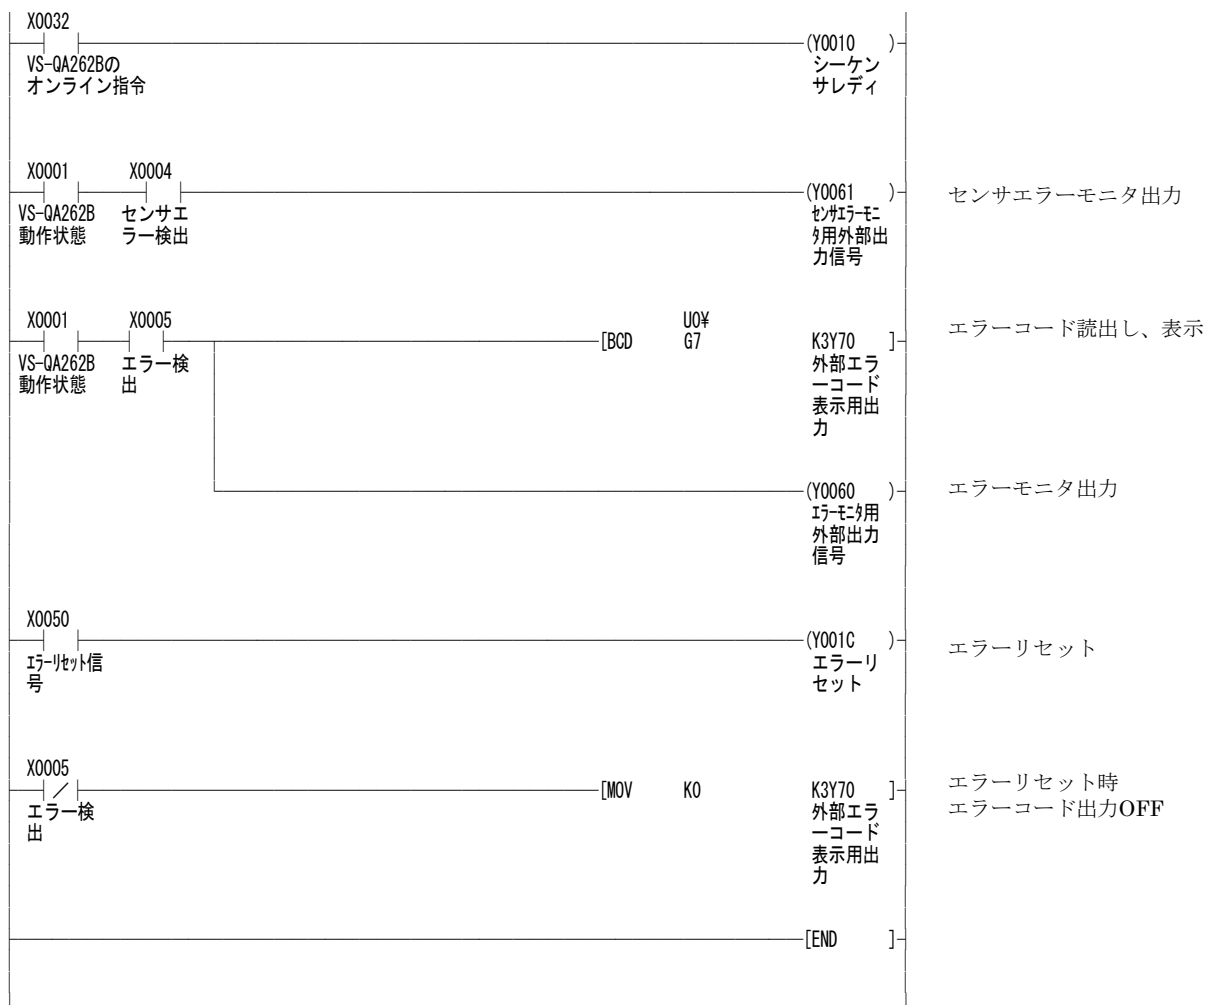 X0032
(Y0010 )
VS-QA262Bの
オンライン指令
シーケン
サレディ
X0001 X0004
(Y0061 )
センサエラーモニタ出力
VS-QA262B
動作状態
センサエ
ラー検出
ｾﾝｻｴﾗｰﾓﾆ
ﾀ用外部出
力信号
X0001 X0005
[BCD U0¥
G7 K3Y70 ]
エラーコード読出し、表示
VS-QA262B
動作状態
エラー検
出
外部エラ
ーコード
表示用出
力
(Y0060 )
エラーモニタ出力
ｴﾗｰﾓﾆﾀ用
外部出力
信号
X0050
(Y001C )
エラーリセット
ｴﾗｰﾘｾｯﾄ信
号
エラーリ
セット
X0005
[MOV K0 K3Y70 ]
エラーリセット時
エラーコード出力OFF
エラー検
出
外部エラ
ーコード
表示用出
力
[END ]